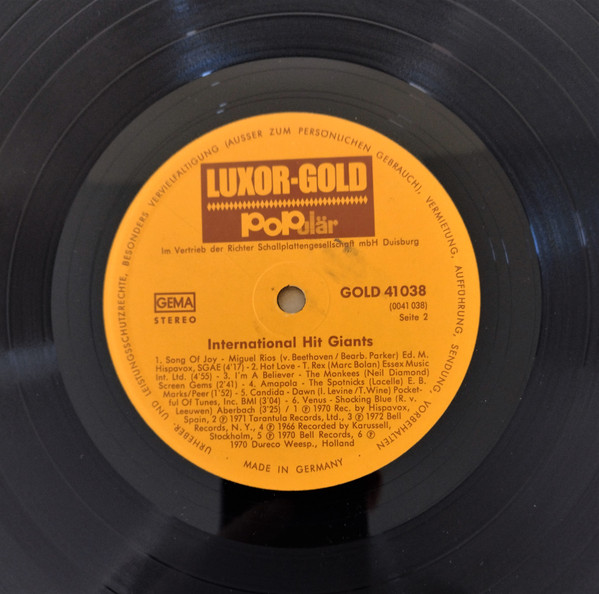 URHEBER- UND LEISTUNGSSCHUTZRECHTE, BESONDERS VERVIELFÄLTIGUNG (AUSSER ZUM PERSÖNLICHEN GEBRAUCH), VERMIETUNG, AUFFÜHRUNG, SENDUNG, VORBEHALTEN
LUXOR-GOLD
POPulär
Im Vertrieb der Richter Schallplattengesellschaft mbH Duisburg
GEMA
STEREO
GOLD 41 038
(0041 038)
Seite 2
International Hit Giants
1. Song Of Joy - Miguel Rios (v. Beethoven / Bearb. Parker) Ed. M.
Hispavox, SGAE (4'17) - 2. Hot Love - T. Rex (Marc Bolan) Essex Music
Int. Ltd. (4'55) - 3. I'm A Believer - The Monkees (Neil Diamond)
Screen Gems (2'41) - 4. Amapola - The Spotnicks (Lacelle) E. B.
Marks/Peer (1'52) - 5. Candida - Dawn (I. Levine/T. Wine) Pocket-
ful Of Tunes, Inc. BMI (3'04) - 6. Venus - Shocking Blue (R. v.
Leeuwen) Aberbach (3'25) / 1 Ⓟ 1970 Rec. by Hispavox,
Spain, 2 Ⓟ 1971 Tarantula Records, Ltd., 3 Ⓟ 1972 Bell
Records, N. Y., 4 Ⓟ 1966 Recorded by Karussell,
Stockholm, 5 Ⓟ 1970 Bell Records, 6 Ⓟ
1970 Dureco Weesp., Holland
MADE IN GERMANY